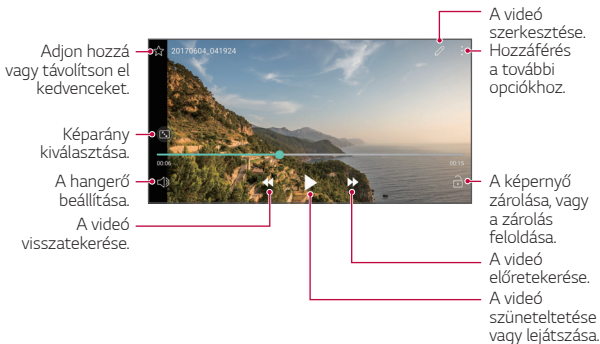 A videó
szerkesztése.
Hozzáférés
a további
opciókhoz.
Adjon hozzá
vagy távolítson el
kedvenceket.
20170604_041924
Képarány
kiválasztása.
00:06
00:15
A hangerő
beállítása.
A képernyő
zárolása, vagy
a zárolás
feloldása.
A videó
visszatekerése.
A videó
előretekerése.
A videó
szüneteltetése
vagy lejátszása.